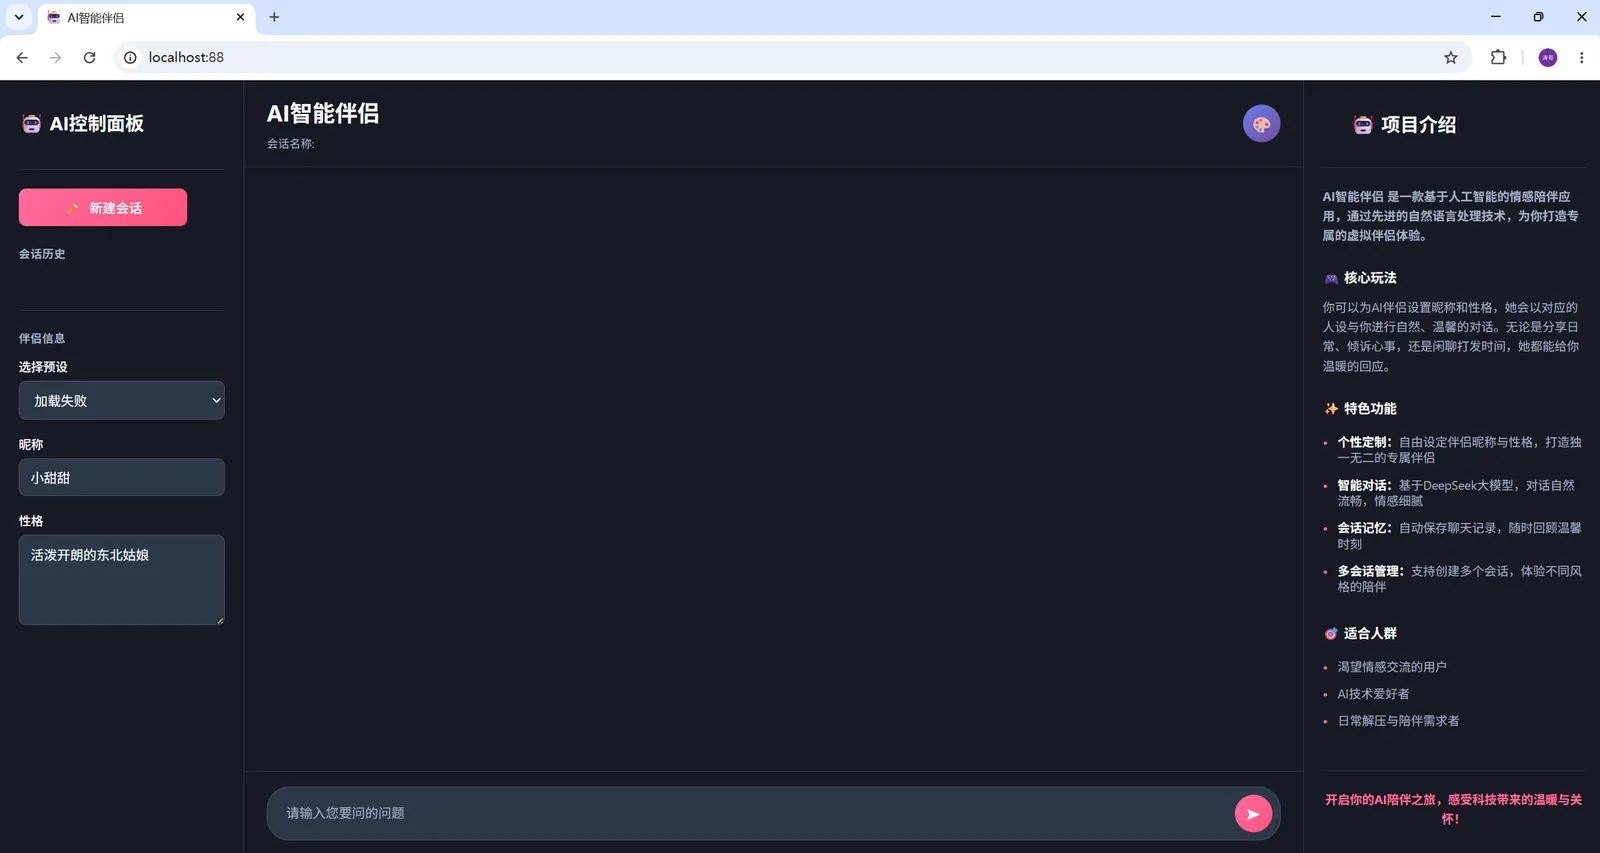 AI智能伴侣
localhost:88
AI控制面板
新建会话
会话历史
伴侣信息
选择预设
加载失败
昵称
小甜甜
性格
活泼开朗的东北姑娘
AI智能伴侣
会话名称:
请输入您要问的问题
项目介绍
AI智能伴侣 是一款基于人工智能的情感陪伴应
用，通过先进的自然语言处理技术，为你打造专
属的虚拟伴侣体验。
核心玩法
你可以为AI伴侣设置昵称和性格，她会以对应的
人设与你进行自然、温馨的对话。无论是分享日
常、倾诉心事，还是闲聊打发时间，她都能给你
温暖的回应。
特色功能
个性定制：自由设定伴侣昵称与性格，打造独
一无二的专属伴侣
智能对话：基于DeepSeek大模型，对话自然
流畅，情感细腻
会话记忆：自动保存聊天记录，随时回顾温馨
时刻
多会话管理：支持创建多个会话，体验不同风
格的陪伴
适合人群
渴望情感交流的用户
AI技术爱好者
日常解压与陪伴需求者
开启你的AI陪伴之旅，感受科技带来的温暖与关
怀！